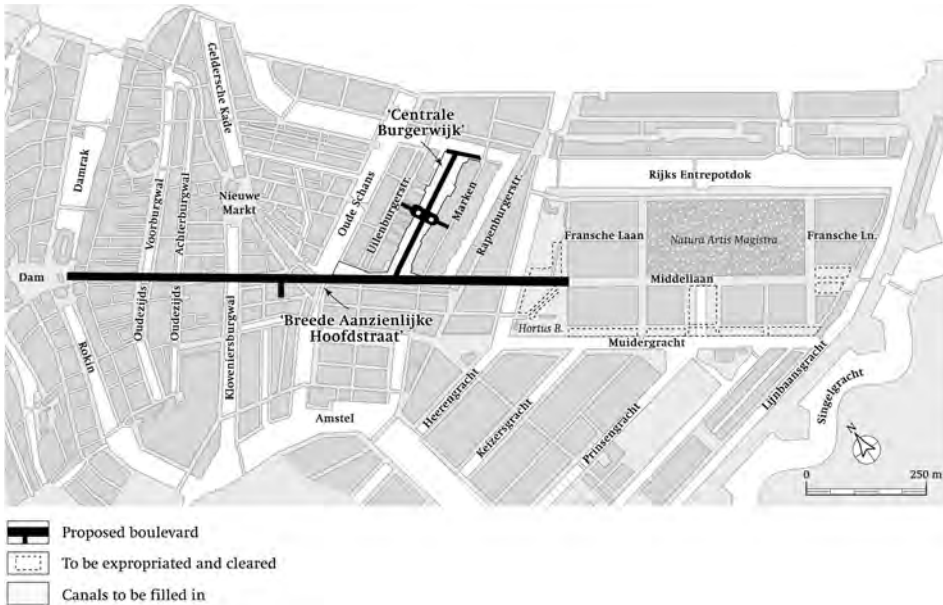 Geldersche Kade
'Centrale
Burgerwijk'
Damrak
Voorburgwal
Achterburgwal
Nieuwe
Markt
Oude Schans
Uilenburgerstr.
Marken
Rapenburgerstr.
Rijks Entrepotdok
Fransche Laan
Natura Artis Magistra
Fransche Ln.
Dam
Middellaan
Oudezijds
Oudezijds
Kloveniersburgwal
'Breede Aanzienlijke
Hoofdstraat'
Hortus B.
Muidergracht
Rokin
Amstel
Heerengracht
Keizersgracht
Prinsengracht
Lijnbaansgracht
Singelgracht
N
0
250 m
Proposed boulevard
To be expropriated and cleared
Canals to be filled in